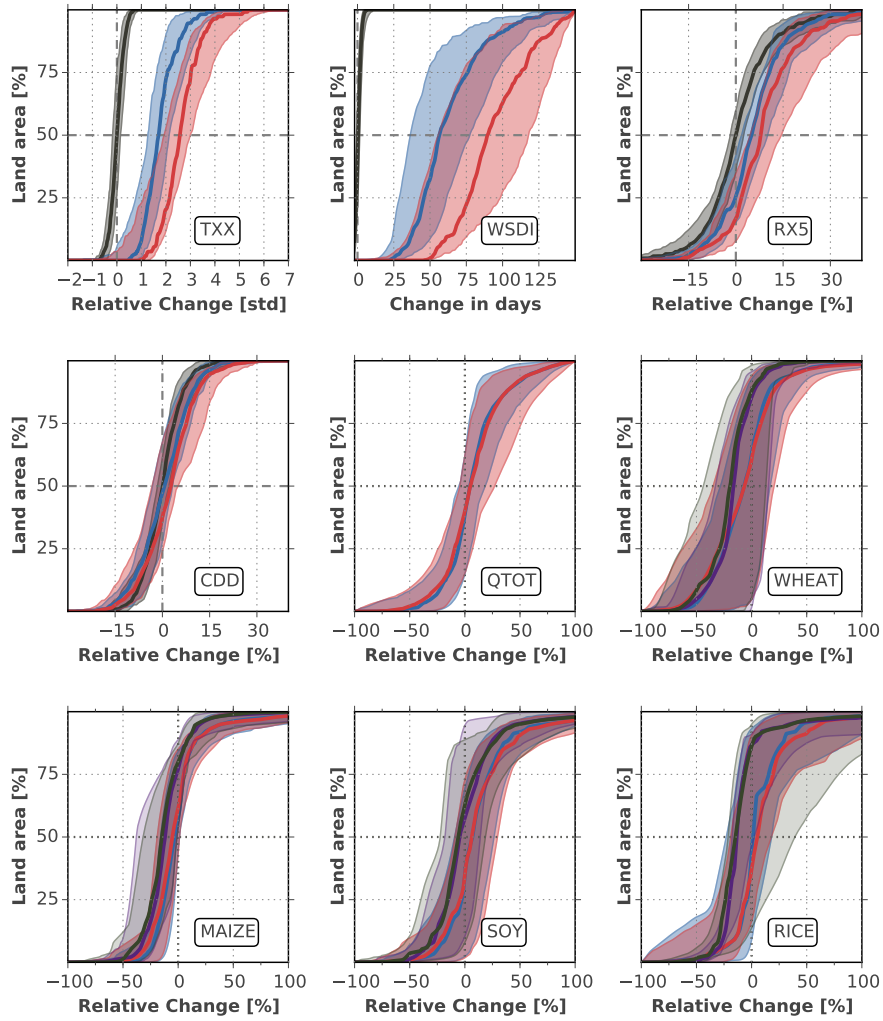 Land area [%]
75
50
25
TXX
−2 −1 0 1 2 3 4 5 6 7
Relative Change [std]
Land area [%]
75
50
25
WSDI
0 25 50 75 100 125
Change in days
Land area [%]
75
50
25
RX5
−15 0 15 30
Relative Change [%]
Land area [%]
75
50
25
CDD
−15 0 15 30
Relative Change [%]
Land area [%]
75
50
25
QTOT
−100 −50 0 50 100
Relative Change [%]
Land area [%]
75
50
25
WHEAT
−100 −50 0 50 100
Relative Change [%]
Land area [%]
75
50
25
MAIZE
−100 −50 0 50 100
Relative Change [%]
Land area [%]
75
50
25
SOY
−100 −50 0 50 100
Relative Change [%]
Land area [%]
75
50
25
RICE
−100 −50 0 50 100
Relative Change [%]